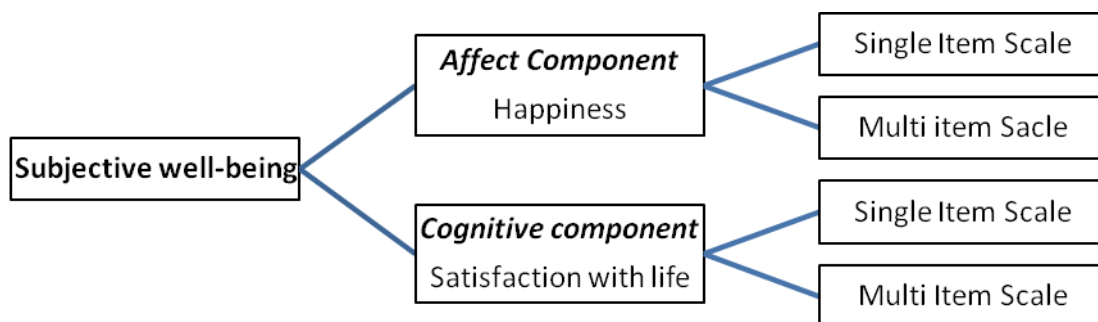 Subjective well-being
Affect Component
Happiness
Single Item Scale
Multi item Sacle
Cognitive component
Satisfaction with life
Single Item Scale
Multi Item Scale